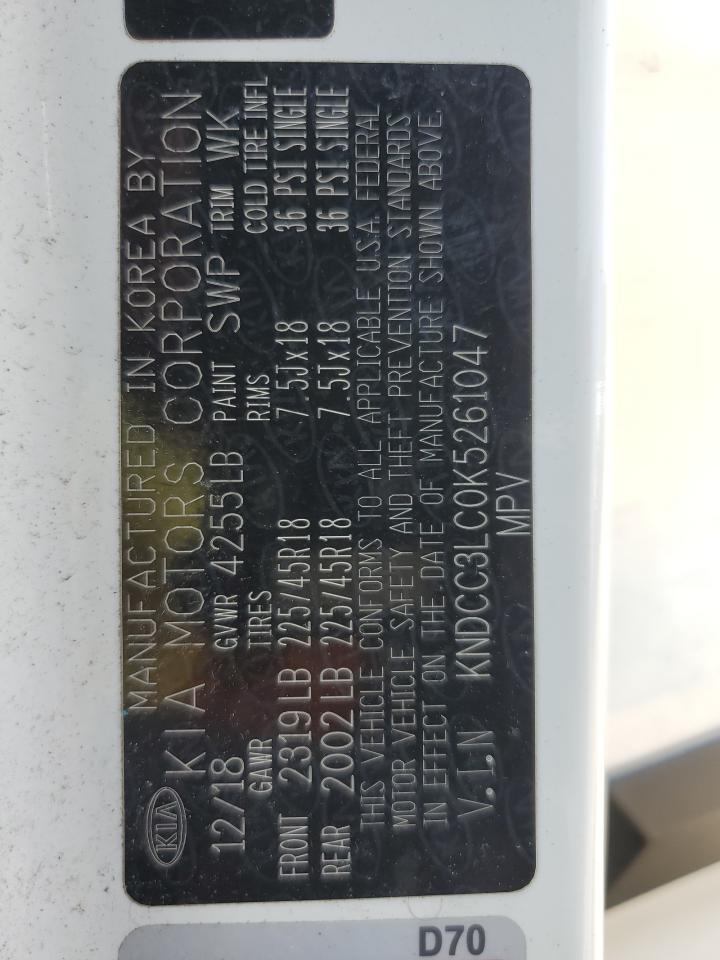 MANUFACTURED IN KOREA BY
KIA KIA MOTORS CORPORATION
12/18 GVWR 4255LB PAINT SWP TRIM WK
GAWR TIRES RIMS COLD TIRE INFL
FRONT 2319LB 225/45R18 7.5Jx18 36 PSI SINGLE
REAR 2002LB 225/45R18 7.5Jx18 36 PSI SINGLE
THIS VEHICLE CONFORMS TO ALL APPLICABLE U.S.A. FEDERAL
MOTOR VEHICLE SAFETY AND THEFT PREVENTION STANDARDS
IN EFFECT ON THE DATE OF MANUFACTURE SHOWN ABOVE.
V.I.N KNDCC3LC0K5261047
MPV
D70